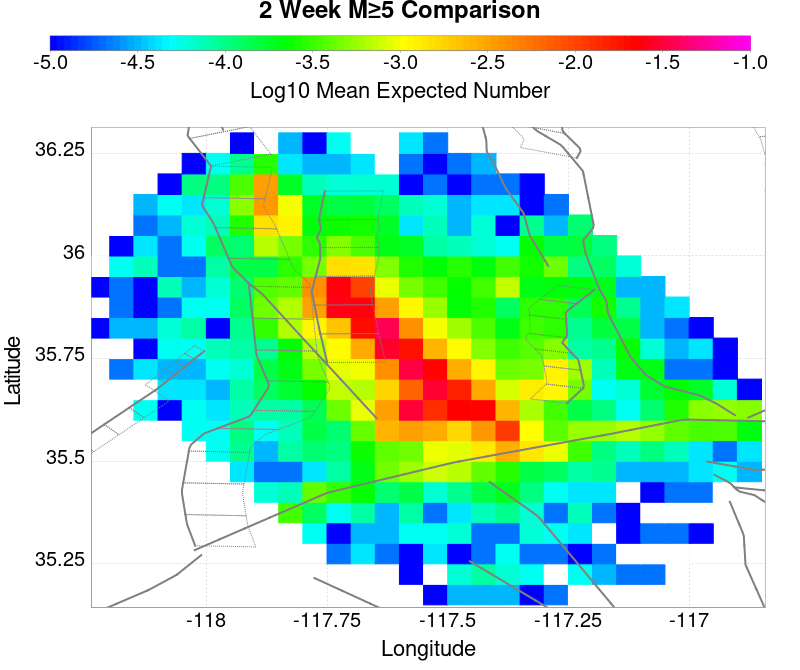 2 Week M≥5 Comparison
-5.0 -4.5 -4.0 -3.5 -3.0 -2.5 -2.0 -1.5 -1.0
Log10 Mean Expected Number
36.25
36
35.75
35.5
35.25
Latitude
-118 -117.75 -117.5 -117.25 -117
Longitude